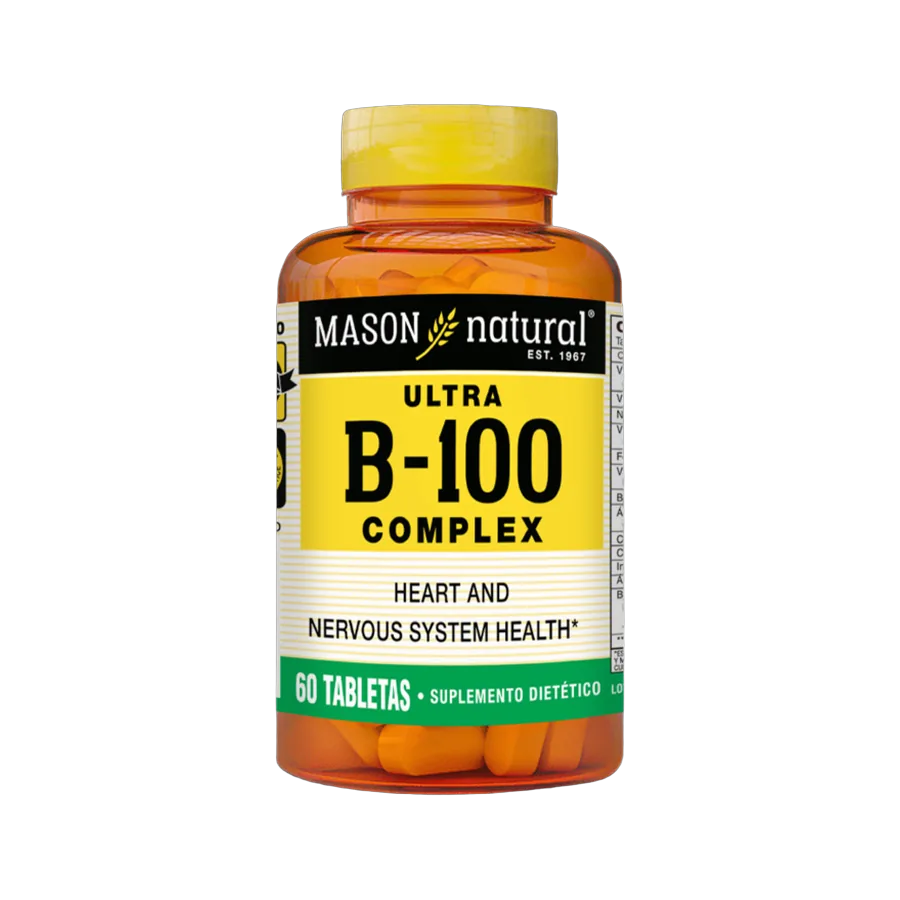 MASON natural®
EST. 1967
ULTRA
B-100
COMPLEX
HEART AND
NERVOUS SYSTEM HEALTH*
60 TABLETAS • SUPLEMENTO DIETÉTICO